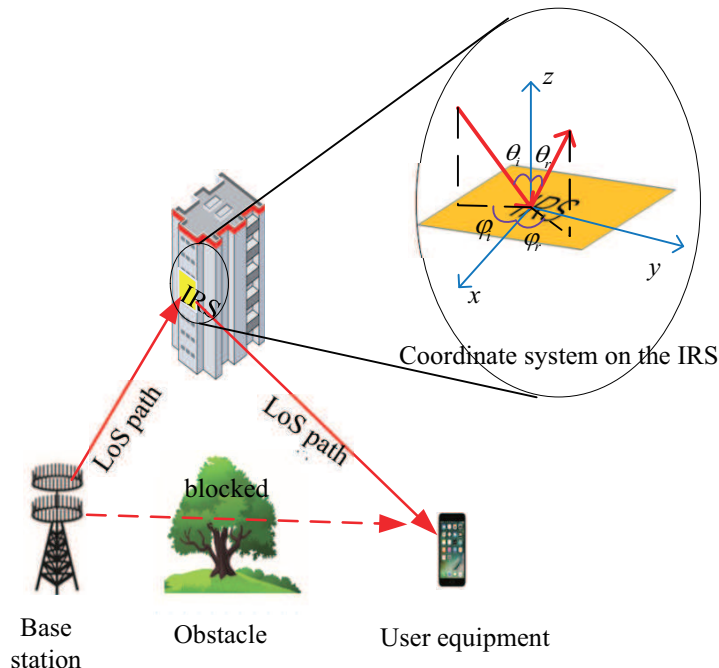 z
θi θr
IRS
φi φr
x
y
Coordinate system on the IRS
IRS
LoS path
LoS path
blocked
Base
station
Obstacle
User equipment